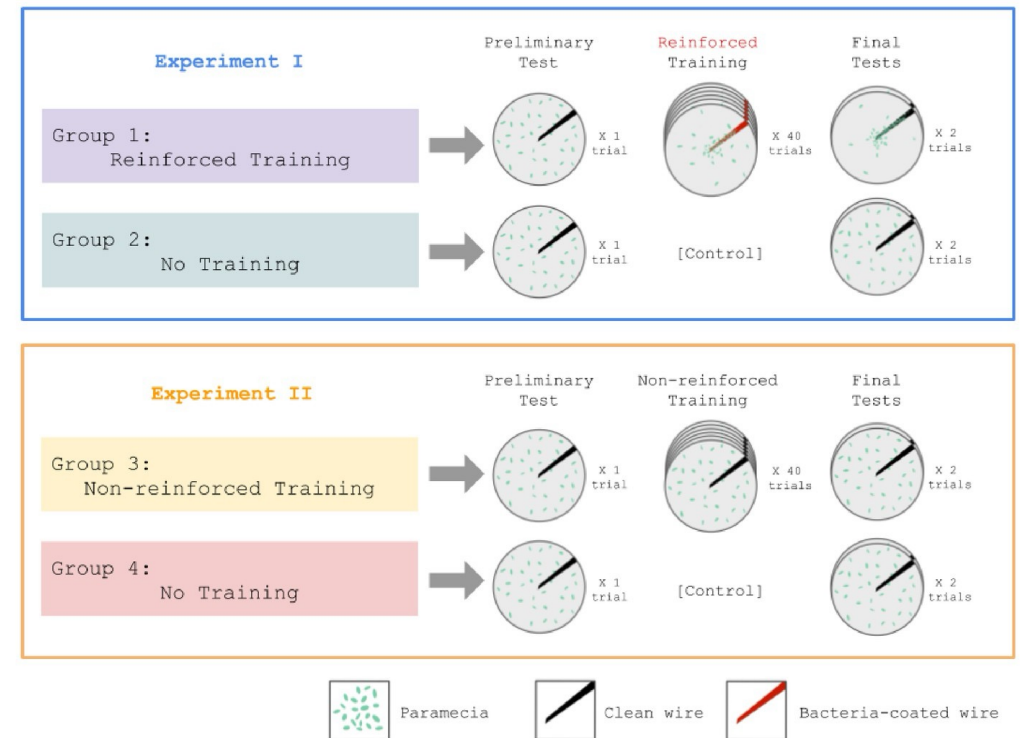 Experiment I
Preliminary
Test
Reinforced
Training
Final
Tests
Group 1:
Reinforced Training
X 1
trial
X 40
trials
X 2
trials
Group 2:
No Training
X 1
trial
[Control]
X 2
trials
Experiment II
Preliminary
Test
Non-reinforced
Training
Final
Tests
Group 3:
Non-reinforced Training
X 1
trial
X 40
trials
X 2
trials
Group 4:
No Training
X 1
trial
[Control]
X 2
trials
Paramecia
Clean wire
Bacteria-coated wire